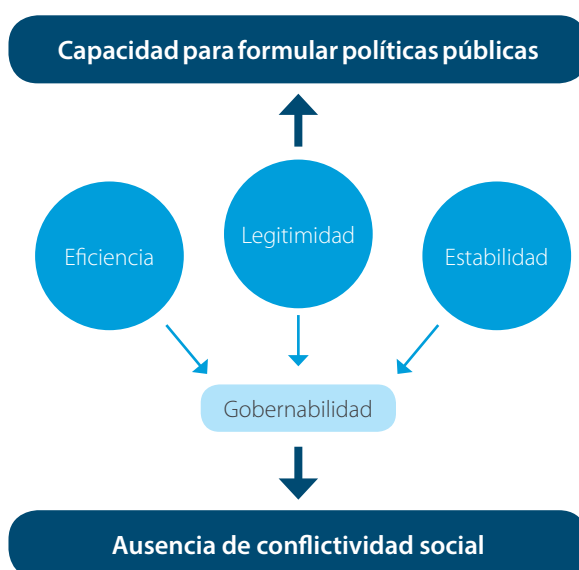 Capacidad para formular políticas públicas
Legitimidad
Eficiencia
Estabilidad
Gobernabilidad
Ausencia de conflictividad social